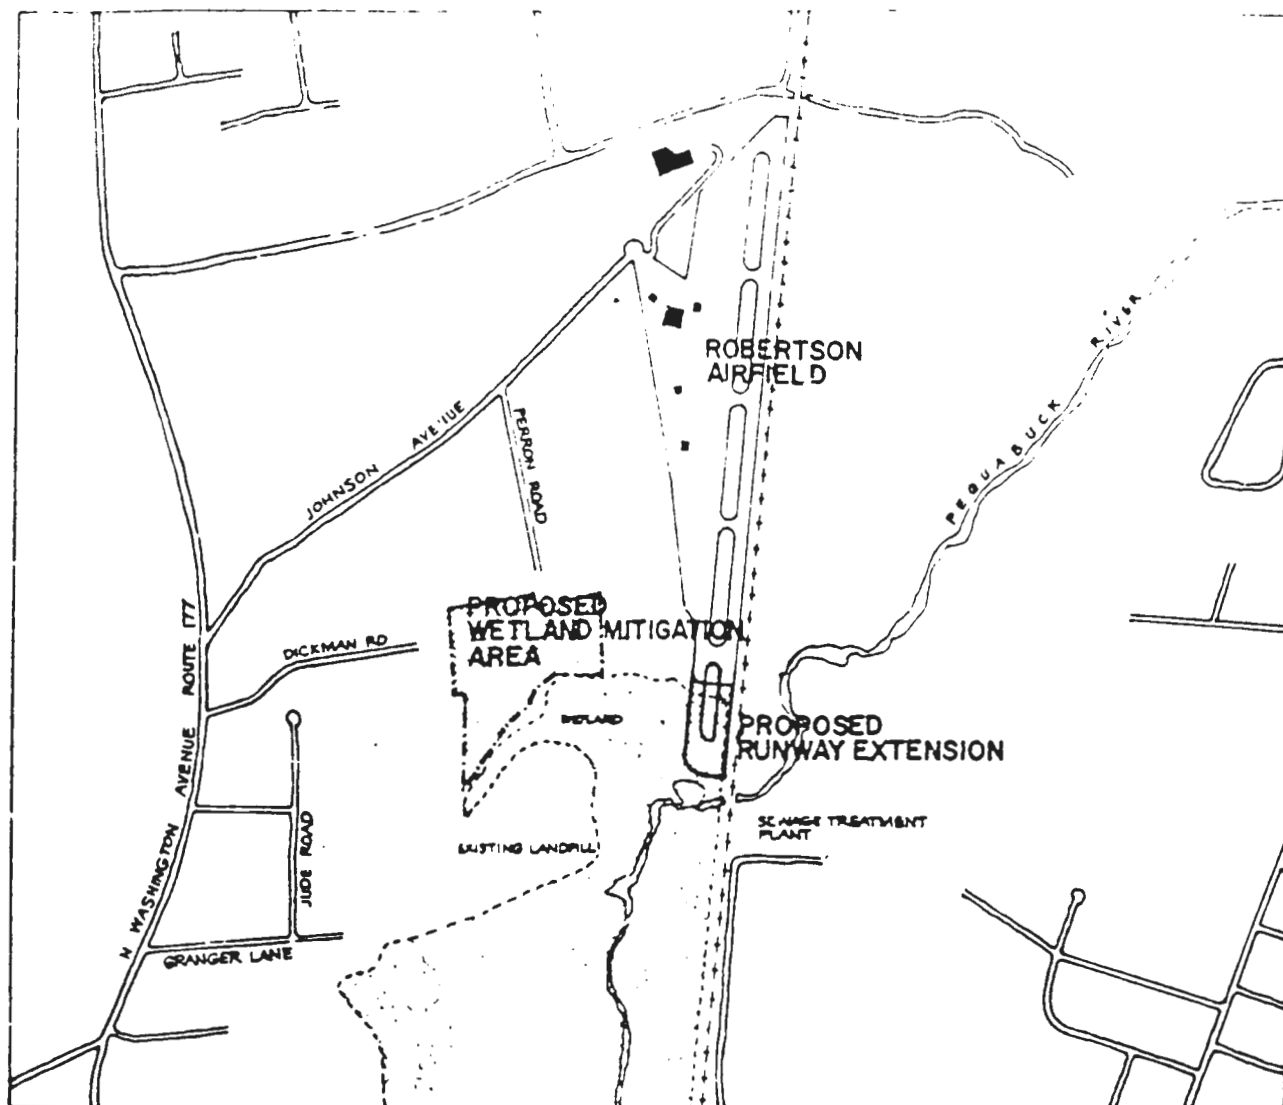 ROBERTSON
AIRFIELD
PEQUABUCK RIVER
JOHNSON AVENUE
PERRON ROAD
PROPOSED
WETLAND MITIGATION
AREA
DICKMAN RD
N WASHINGTON AVENUE ROUTE 177
WETLAND
PROPOSED
RUNWAY EXTENSION
SEWAGE TREATMENT
PLANT
EXISTING LANDFILL
JUDE ROAD
GRANGER LANE